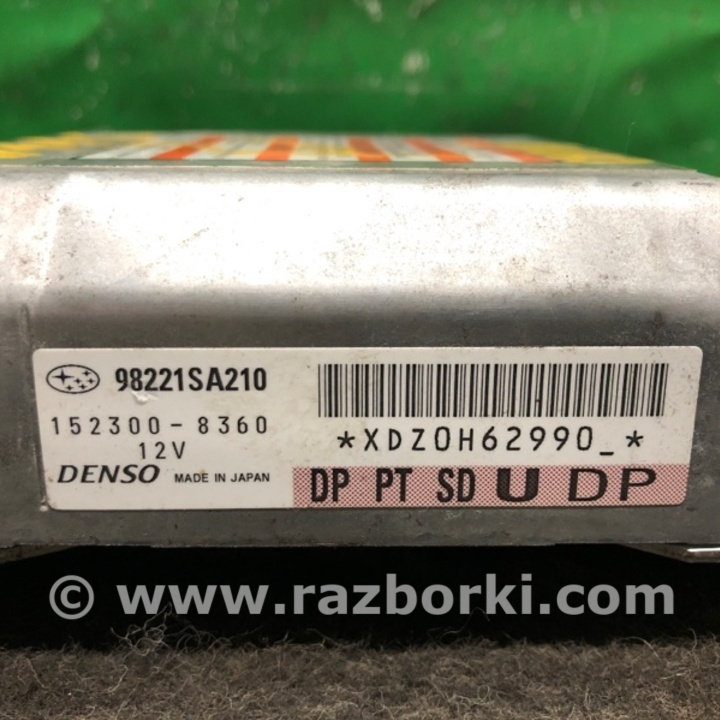 98221SA210
152300-8360
12V
DENSO MADE IN JAPAN
*XDZ0H62990_*
DP PT SD U DP
© www.razborki.com